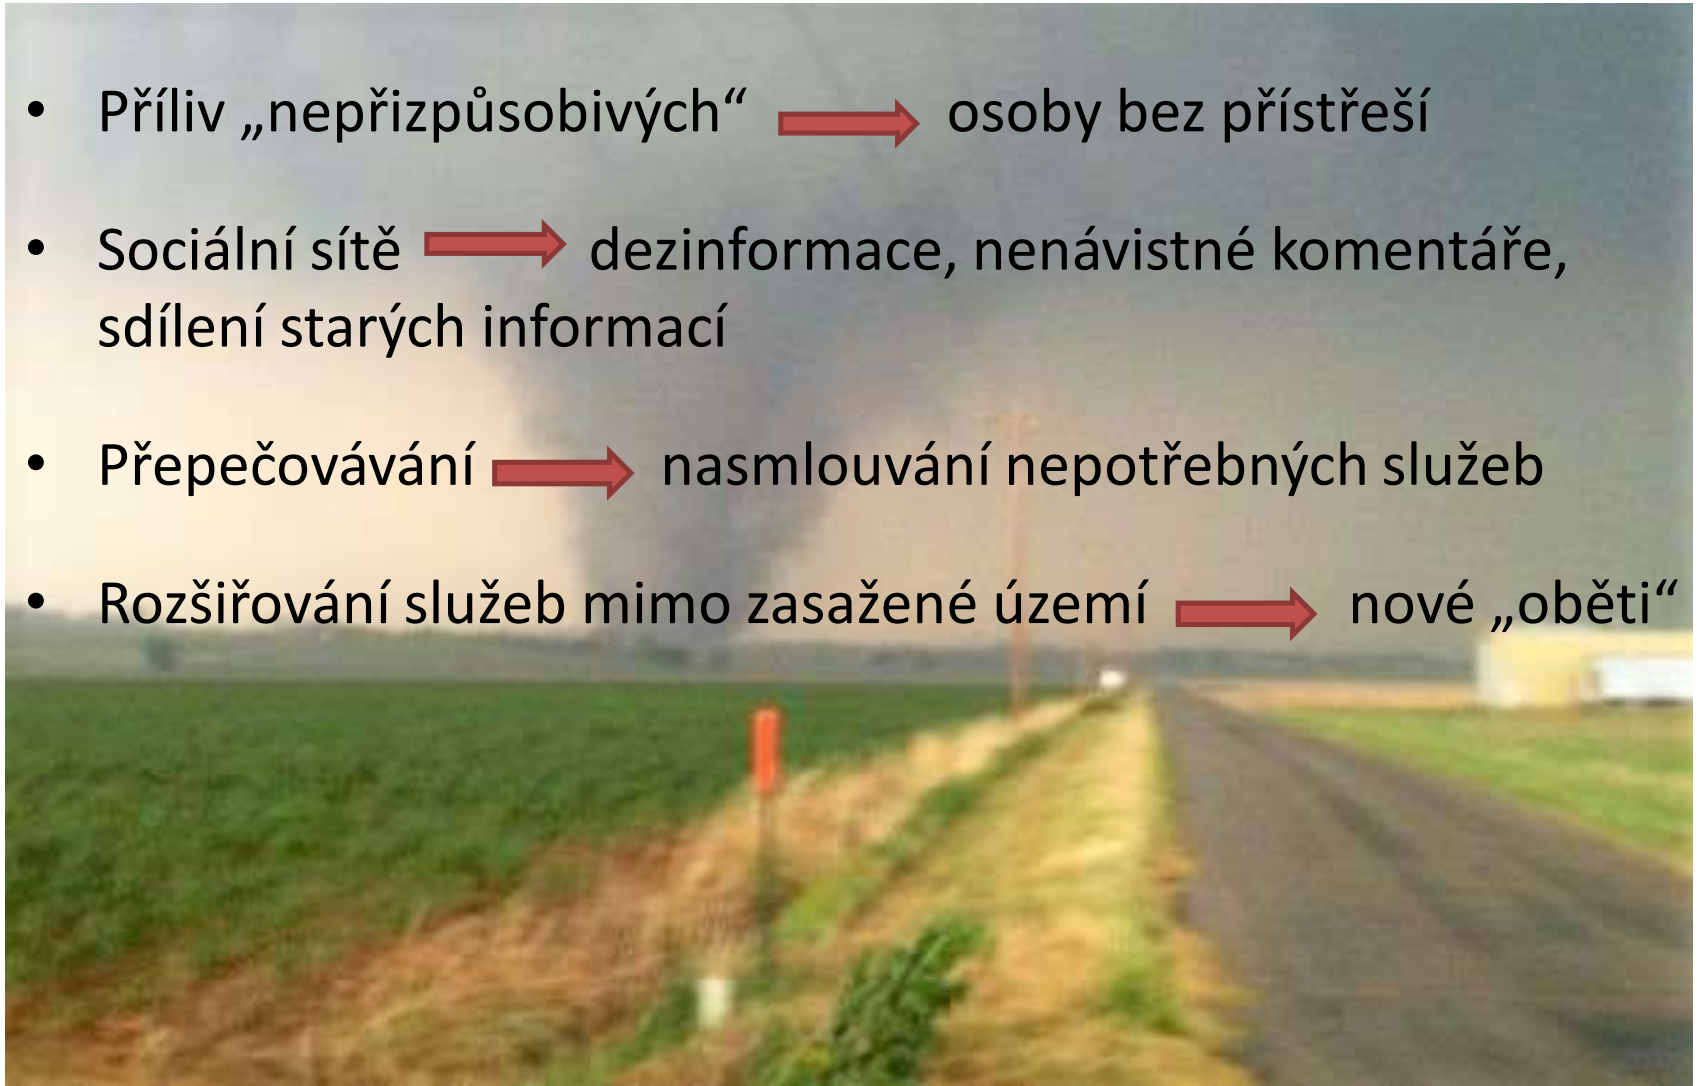 • Příliv „nepřizpůsobivých“ osoby bez přístřeší
• Sociální sítě dezinformace, nenávistné komentáře,
sdílení starých informací
• Přepečovávání nasmlouvání nepotřebných služeb
• Rozšiřování služeb mimo zasažené území nové „oběti“